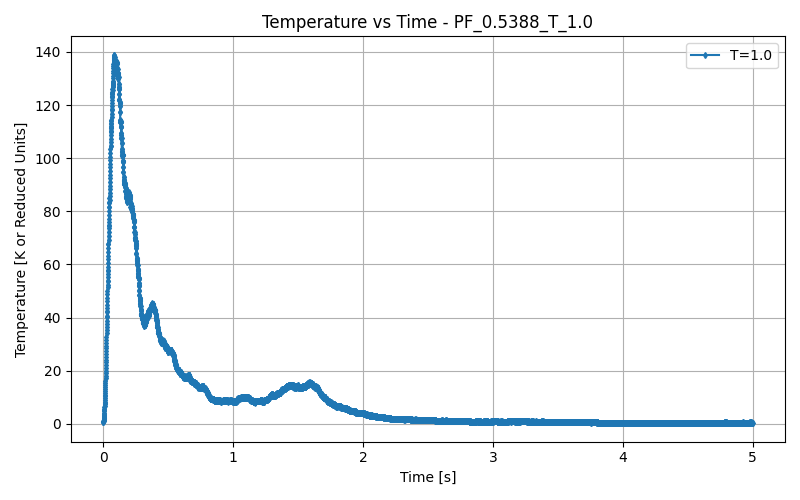 Temperature vs Time - PF_0.5388_T_1.0
T=1.0
Temperature [K or Reduced Units]
140
120
100
80
60
40
20
0
0 1 2 3 4 5
Time [s]